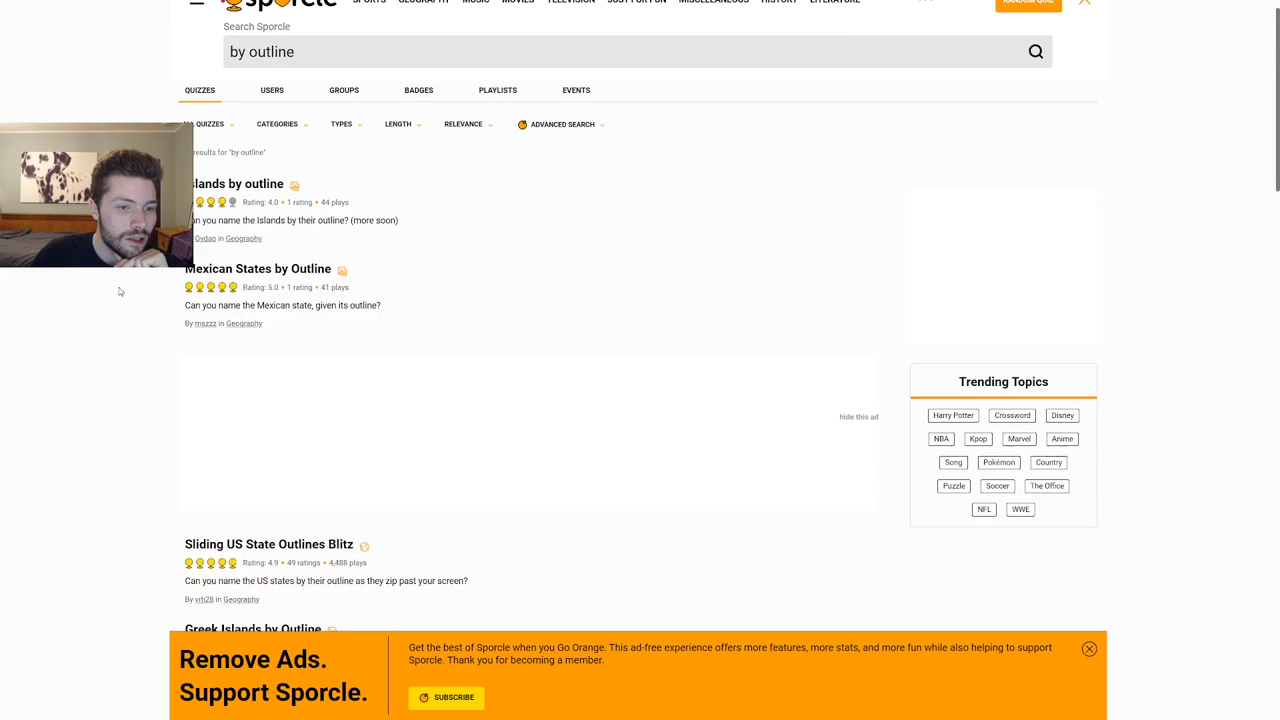 sporcle SPORTS GEOGRAPHY MUSIC MOVIES TELEVISION JUST FOR FUN MISCELLANEOUS HISTORY LITERATURE RANDOM QUIZ
Search Sporcle
by outline
QUIZZES USERS GROUPS BADGES PLAYLISTS EVENTS
QUIZZES CATEGORIES TYPES LENGTH RELEVANCE ADVANCED SEARCH
results for "by outline"
slands by outline
Rating: 4.0 • 1 rating • 44 plays
n you name the Islands by their outline? (more soon)
Oydap in Geography
Mexican States by Outline
Rating: 5.0 • 1 rating • 41 plays
Can you name the Mexican state, given its outline?
By mszzz in Geography
hide this ad
Trending Topics
Harry Potter Crossword Disney
NBA Kpop Marvel Anime
Song Pokémon Country
Puzzle Soccer The Office
NFL WWE
Sliding US State Outlines Blitz
Rating: 4.9 • 49 ratings • 4,488 plays
Can you name the US states by their outline as they zip past your screen?
By vrh28 in Geography
Greek Islands by Outline
Remove Ads.
Support Sporcle.
Get the best of Sporcle when you Go Orange. This ad-free experience offers more features, more stats, and more fun while also helping to support
Sporcle. Thank you for becoming a member.
SUBSCRIBE